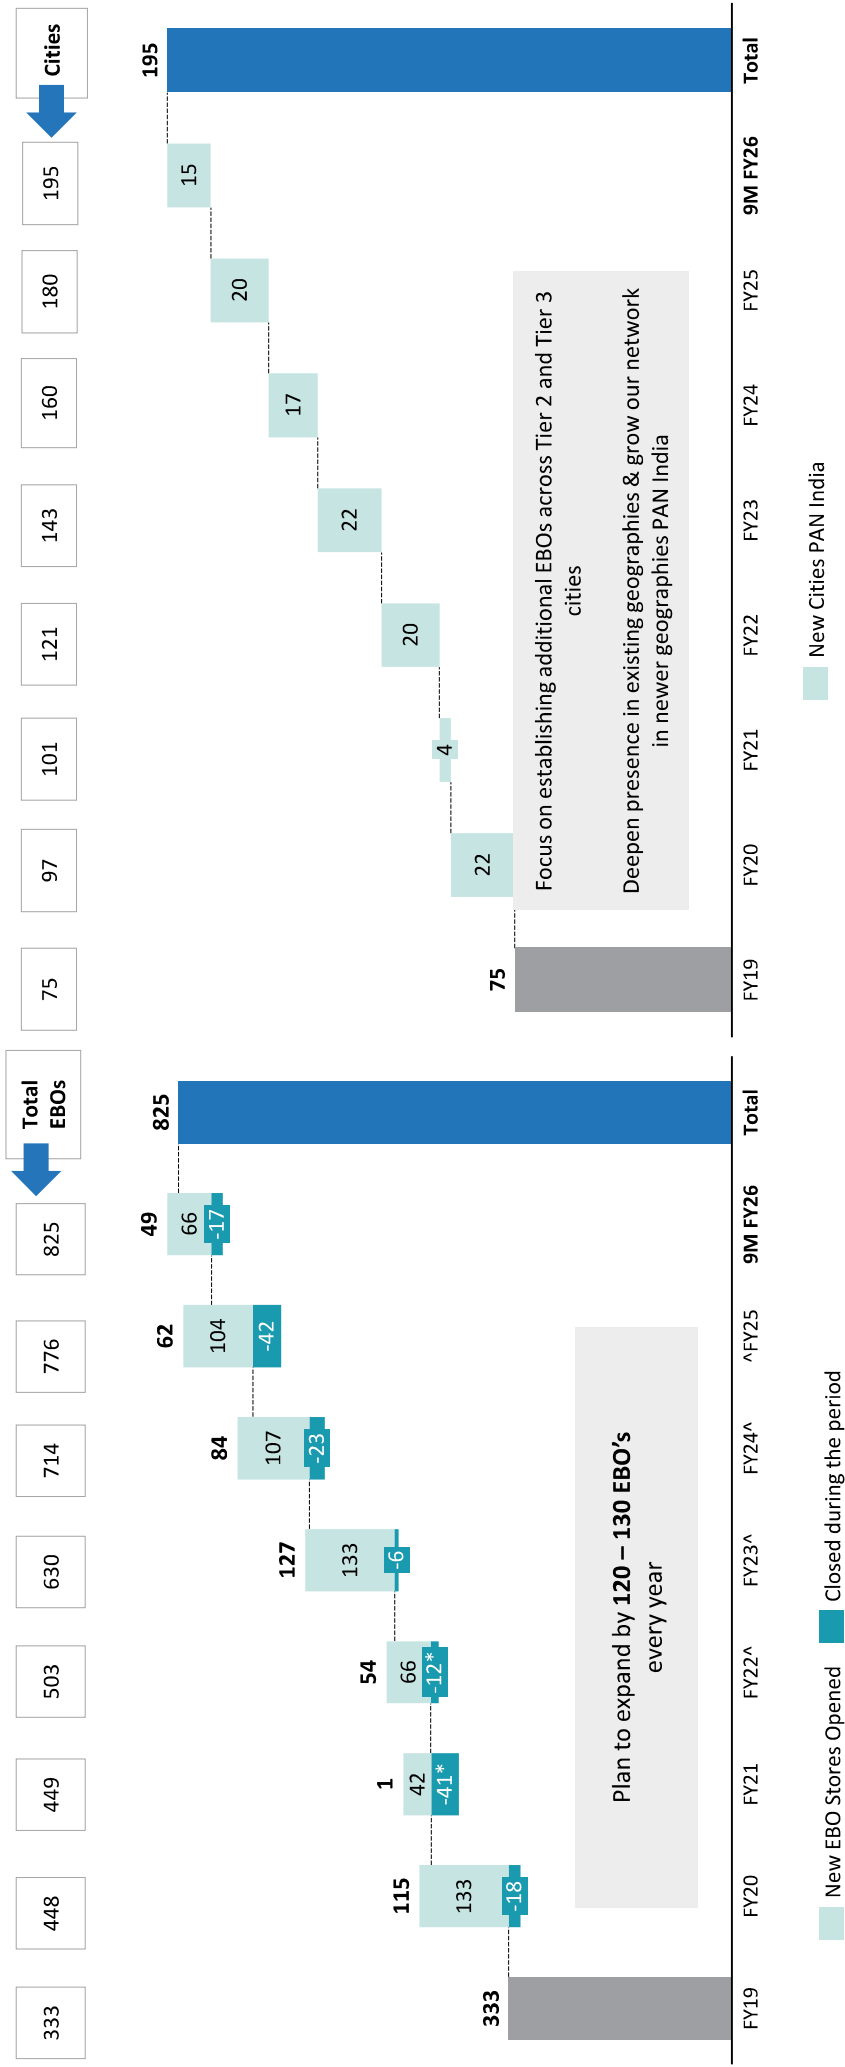 Total
EBOs
333
448
449
503
630
714
776
825
333
115
133
-18
1
42
-41*
54
66
-12*
127
133
-6
84
107
-23
62
104
-42
49
66
-17
825
Plan to expand by 120 – 130 EBO’s
every year
FY19
FY20
FY21
FY22^
FY23^
FY24^
^FY25
9M FY26
Total
New EBO Stores Opened
Closed during the period
Cities
75
97
101
121
143
160
180
195
75
22
4
20
22
17
20
15
195
Focus on establishing additional EBOs across Tier 2 and Tier 3
cities
Deepen presence in existing geographies & grow our network
in newer geographies PAN India
FY19
FY20
FY21
FY22
FY23
FY24
FY25
9M FY26
Total
New Cities PAN India